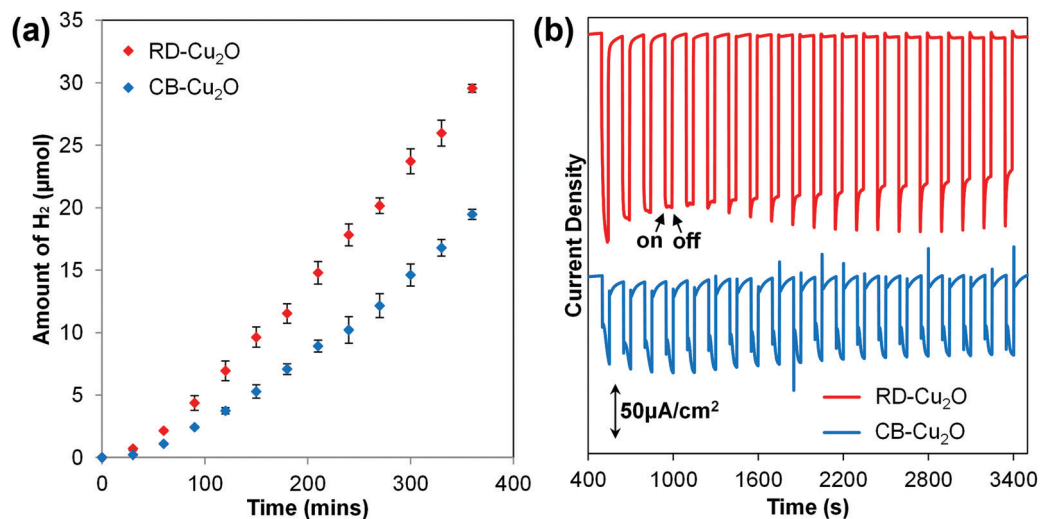 (a)
35
30
25
20
15
10
5
0
Amount of H₂ (µmol)
RD-Cu₂O
CB-Cu₂O
0 100 200 300 400
Time (mins)
(b)
Current Density
on off
50µA/cm²
RD-Cu₂O
CB-Cu₂O
400 1000 1600 2200 2800 3400
Time (s)